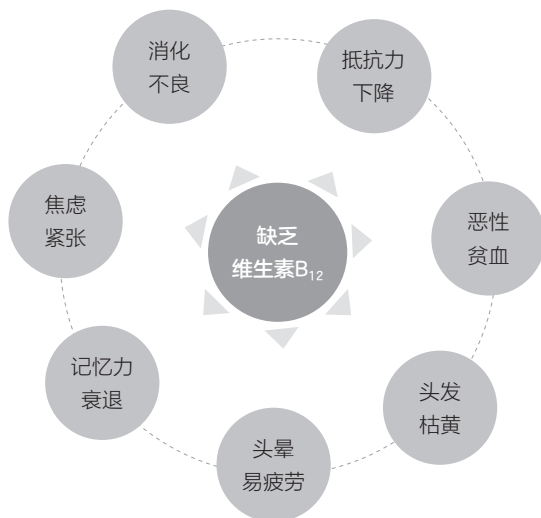 消化
不良
抵抗力
下降
焦虑
紧张
缺乏
维生素B₁₂
恶性
贫血
记忆力
衰退
头发
枯黄
头晕
易疲劳